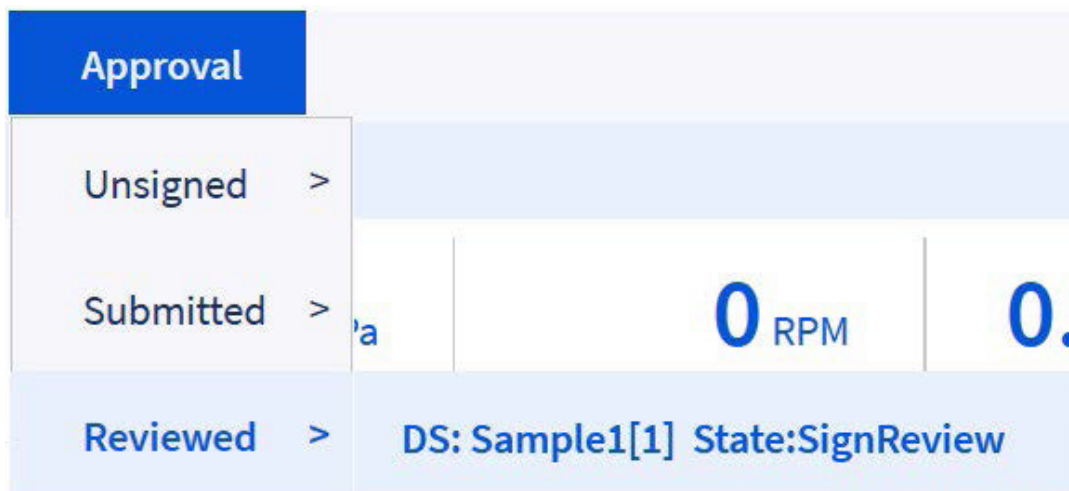 Approval
Unsigned >
Submitted >
0 RPM
0.
Reviewed > DS: Sample1[1] State:SignReview